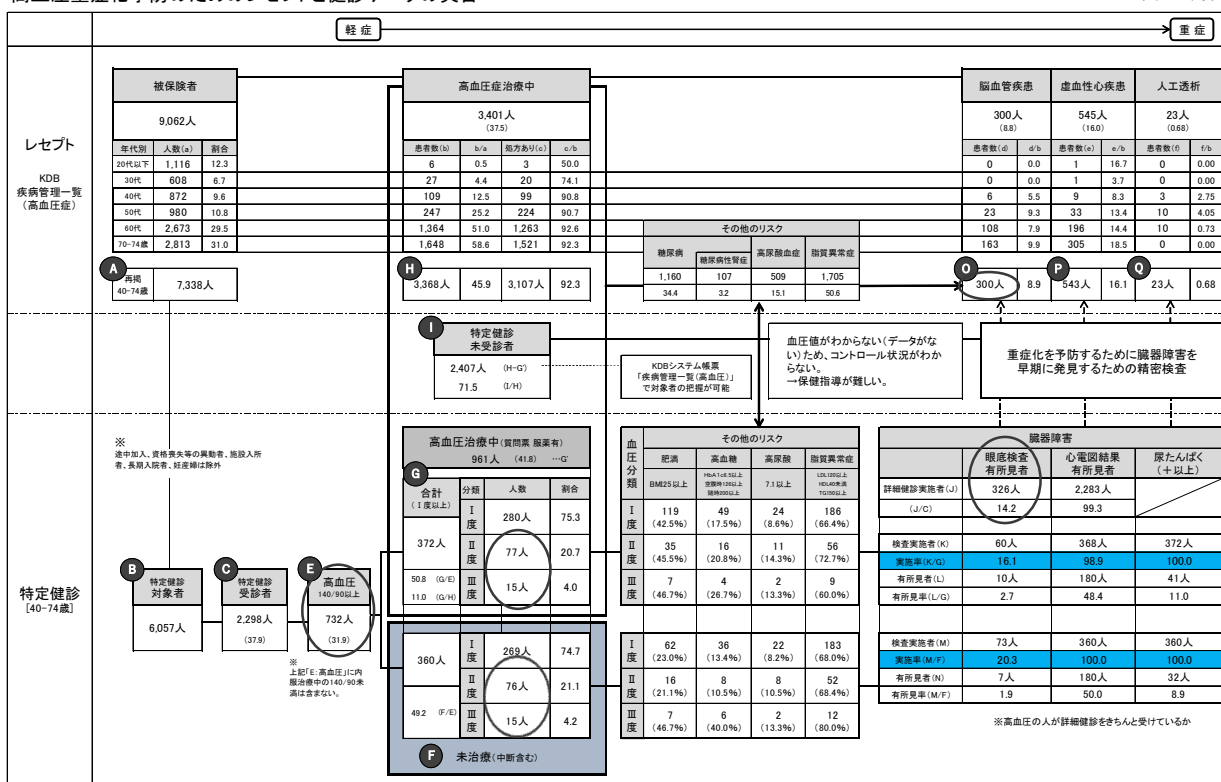 軽症
重症
レセプト
KDB
疾病管理一覧
(高血圧症)
被保険者
9,062人
年代別 人数(a) 割合
20代以下 1,116 12.3
30代 608 6.7
40代 872 9.6
50代 980 10.8
60代 2,673 29.5
70-74歳 2,813 31.0
A
再掲
40-74歳
7,338人
高血圧症治療中
3,401人
(37.5)
患者数(b) b/a 処方あり(c) c/b
6 0.5 3 50.0
27 4.4 20 74.1
109 12.5 99 90.8
247 25.2 224 90.7
1,364 51.0 1,263 92.6
1,648 58.6 1,521 92.3
H
3,368人 45.9 3,107人 92.3
その他のリスク
糖尿病 糖尿病性腎症 高尿酸血症 脂質異常症
1,160 107 509 1,705
34.4 3.2 15.1 50.6
脳血管疾患 虚血性心疾患 人工透析
300人 545人 23人
(8.8) (16.0) (0.68)
患者数(d) d/b 患者数(e) e/b 患者数(f) f/b
0 0.0 1 16.7 0 0.00
0 0.0 1 3.7 0 0.00
6 5.5 9 8.3 3 2.75
23 9.3 33 13.4 10 4.05
108 7.9 196 14.4 10 0.73
163 9.9 305 18.5 0 0.00
O P Q
300人 8.9 543人 16.1 23人 0.68
I
特定健診
未受診者
2,407人 (H-G')
71.5 (I/H)
KDBシステム帳票
「疾病管理一覧(高血圧)」
で対象者の把握が可能
血圧値がわからない(データがな
い)ため、コントロール状況がわか
らない。
→保健指導が難しい。
重症化を予防するために臓器障害を
早期に発見するための精密検査
特定健診
[40-74歳]
※
途中加入、資格喪失等の異動者、施設入所
者、長期入院者、妊産婦は除外
B
特定健診
対象者
6,057人
C
特定健診
受診者
2,298人
(37.9)
E
高血圧
140/90以上
732人
(31.9)
※
上記「E:高血圧」に内
服治療中の140/90未
満は含まない。
高血圧治療中(質問票 服薬有)
961人 (41.8) …G'
G
合計
(Ⅰ度以上)
分類 人数 割合
372人
50.8 (G/E)
11.0 (G/H)
Ⅰ度 280人 75.3
Ⅱ度 77人 20.7
Ⅲ度 15人 4.0
360人
49.2 (F/E)
Ⅰ度 269人 74.7
Ⅱ度 76人 21.1
Ⅲ度 15人 4.2
F 未治療(中断含む)
血圧分類
その他のリスク
肥満 高血糖 高尿酸 脂質異常症
BMI25以上
HbA1c6.5以上
空腹時126以上
随時200以上
7.1以上
LDL120以上
HDL40未満
TG150以上
Ⅰ度 119 49 24 186
(42.5%) (17.5%) (8.6%) (66.4%)
Ⅱ度 35 16 11 56
(45.5%) (20.8%) (14.3%) (72.7%)
Ⅲ度 7 4 2 9
(46.7%) (26.7%) (13.3%) (60.0%)
Ⅰ度 62 36 22 183
(23.0%) (13.4%) (8.2%) (68.0%)
Ⅱ度 16 8 8 52
(21.1%) (10.5%) (10.5%) (68.4%)
Ⅲ度 7 6 2 12
(46.7%) (40.0%) (13.3%) (80.0%)
臓器障害
眼底検査
有所見者
心電図結果
有所見者
尿たんぱく
(+以上)
詳細健診実施者(J) 326人 2,283人
(J/C) 14.2 99.3
検査実施者(K) 60人 368人 372人
実施率(K/G) 16.1 98.9 100.0
有所見者(L) 10人 180人 41人
有所見率(L/G) 2.7 48.4 11.0
検査実施者(M) 73人 360人 360人
実施率(M/F) 20.3 100.0 100.0
有所見者(N) 7人 180人 32人
有所見率(M/F) 1.9 50.0 8.9
※高血圧の人が詳細健診をきちんと受けているか